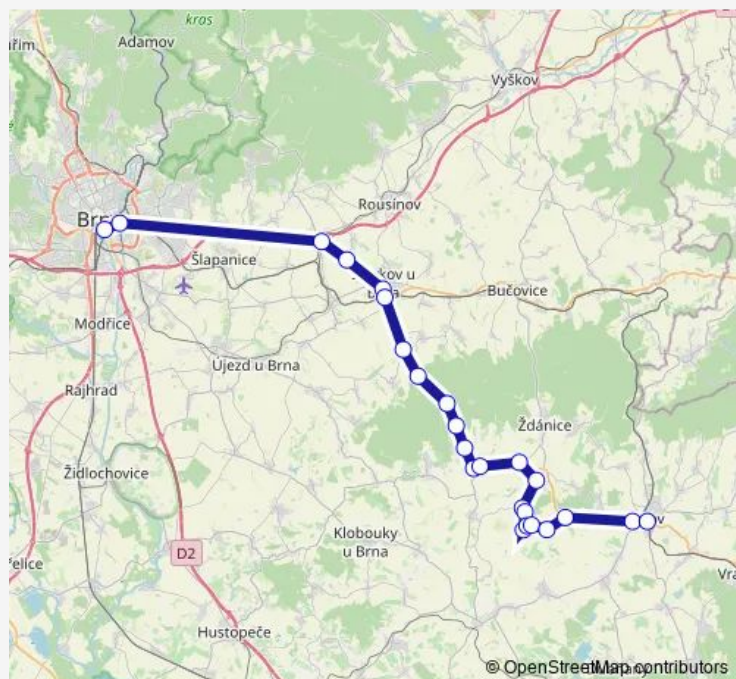 kras
Adamov
Vyškov
Rousínov
Brn
Šlapanice
kov u
Bučovice
Modřice
Újezd u Brna
Rajhrad
Ždánice
Židlochovice
Klobouky
u Brna
D2
Hustopeče
© OpenStreetMap contributors